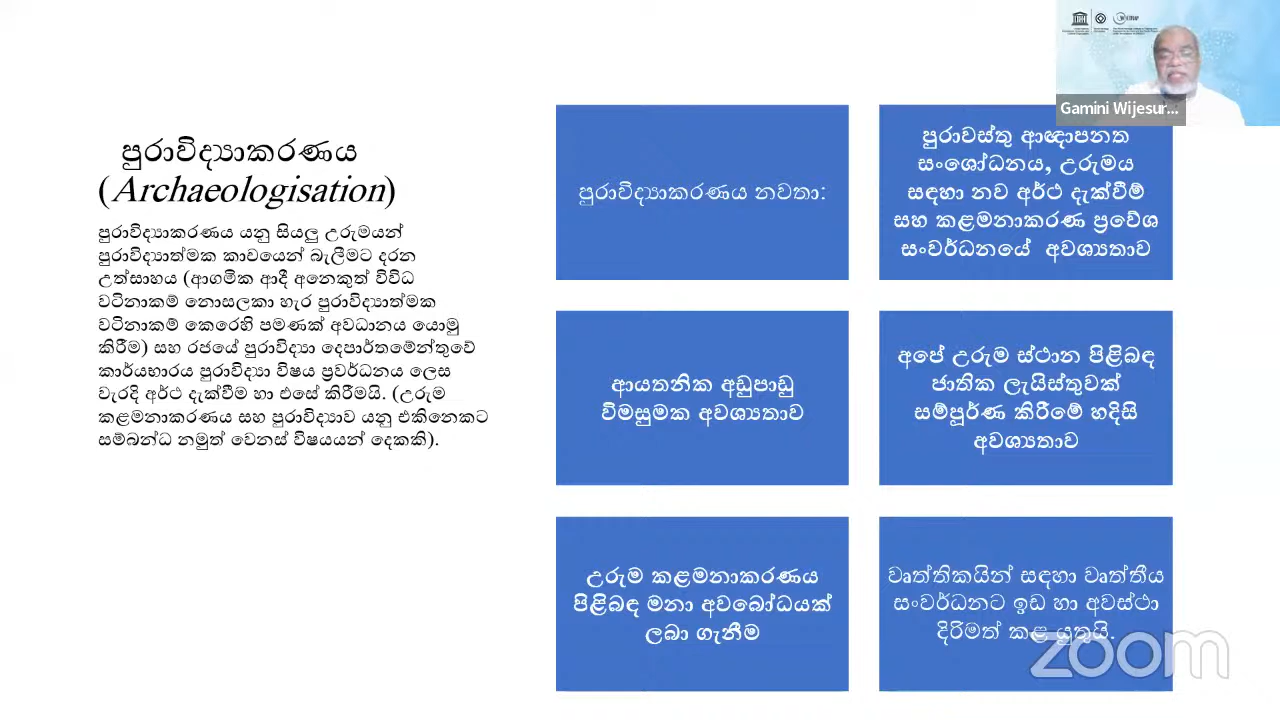 Gamini Wijesur...
පුරාවිද්‍යාකරණය
(Archaeologisation)
පුරාවිද්‍යාකරණය යනු සියලු උරුමයන්
පුරාවිද්‍යාත්මක කාචයෙන් බැලීමට දරන
උත්සාහය (ආගමික ආදී අනෙකුත් විවිධ
වටිනාකම් නොසලකා හැර පුරාවිද්‍යාත්මක
වටිනාකම් කෙරෙහි පමණක් අවධානය යොමු
කිරීම) සහ රජයේ පුරාවිද්‍යා දෙපාර්තමේන්තුවේ
කාර්යභාරය පුරාවිද්‍යා විෂය ප්‍රවර්ධනය ලෙස
වැරදි අර්ථ දැක්වීම හා එසේ කිරීමයි. (උරුම
කළමනාකරණය සහ පුරාවිද්‍යාව යනු එකිනෙකට
සම්බන්ධ නමුත් වෙනස් විෂයයන් දෙකකි).
පුරාවිද්‍යාකරණය නවතා:
පුරාවස්තු ආඥාපනත
සංශෝධනය, උරුමය
සඳහා නව අර්ථ දැක්වීම්
සහ කළමනාකරණ ප්‍රවේශ
සංවර්ධනයේ අවශ්‍යතාව
ආයතනික අඩුපාඩු
විමසුමක අවශ්‍යතාව
අපේ උරුම ස්ථාන පිළිබඳ
ජාතික ලැයිස්තුවක්
සම්පූර්ණ කිරීමේ හදිසි
අවශ්‍යතාව
උරුම කළමනාකරණය
පිළිබඳ මනා අවබෝධයක්
ලබා ගැනීම
වෘත්තිකයින් සඳහා වෘත්තීය
සංවර්ධනට ඉඩ හා අවස්ථා
දිරිමත් කළ යුතුයි.
zoom